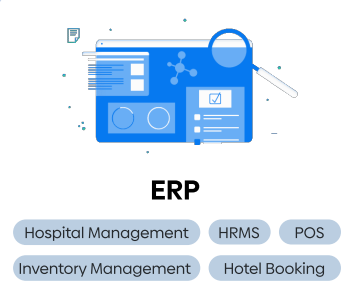 ERP
Hospital Management HRMS POS
Inventory Management Hotel Booking